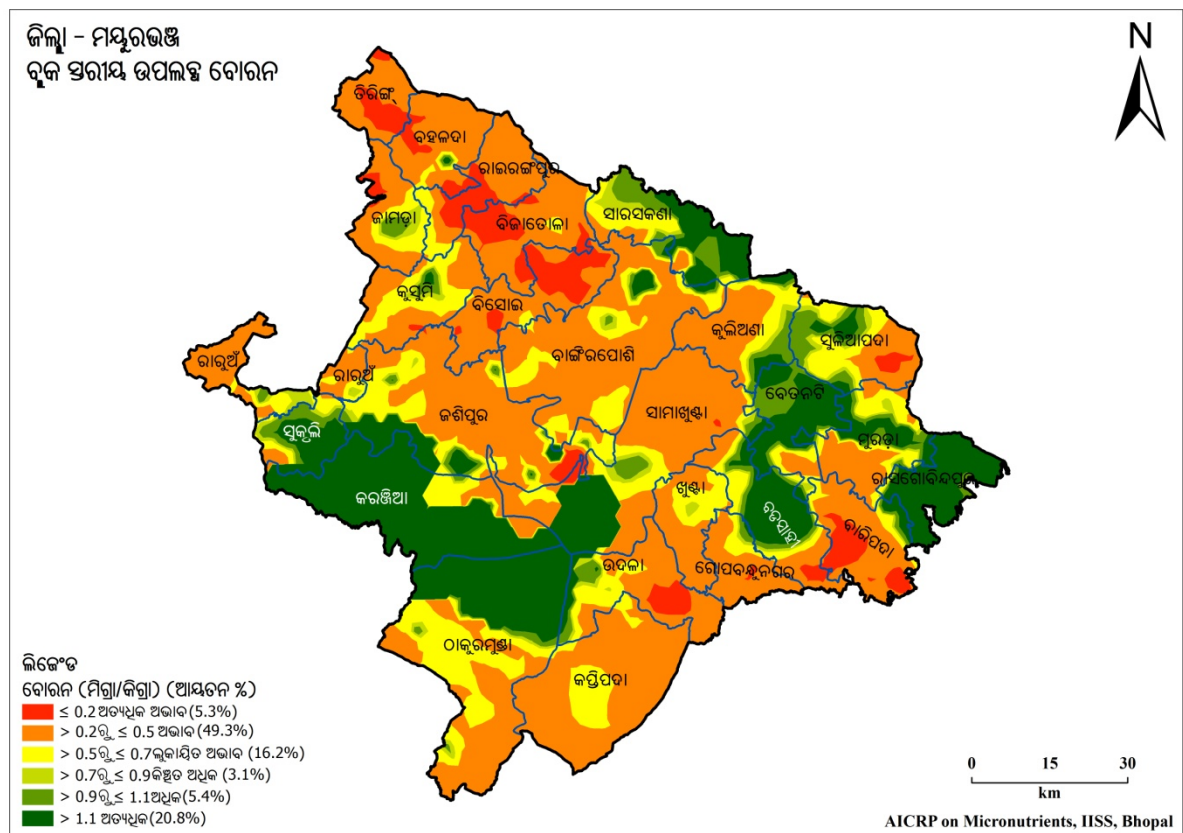 ଜିଲ୍ଲା - ମୟୂରଭଞ୍ଜ
ବ୍ଲକ ସ୍ତରୀୟ ଉପଲବ୍ଧ ବୋରନ
N
ତିରିଙ୍ଗ୍
ବହଳଦା
ରାଇରଙ୍ଗପୁର
ଜାମଡ଼ା
ବିଜାତୋଳା
ସାରସକଣା
କୁସୁମି
ବିସୋଇ
କୁଲିଅଣା
ସୁଳିଆପଦା
ବାଙ୍ଗିରପୋଶି
ରାରୁଅଁ
ରାରୁଅଁ
ବେତନଟି
ଜଶିପୁର
ସାମାଖୁଣ୍ଟା
ସୁକୃଲି
ମୁରଡ଼ା
ରାସଗୋବିନ୍ଦପୁର
କରଞ୍ଜିଆ
ଖୁଣ୍ଟା
ବଡସାହୀ
ବାରିପଦା
ଉଦଳା
ଗୋପବନ୍ଧୁନଗର
ଠାକୁରମୁଣ୍ଡା
କପ୍ତିପଦା
ଲିଜେଂଡ
ବୋରନ (ମିଗ୍ରା/କିଗ୍ରା) (ଆୟତନ %)
≤ 0.2 ଅତ୍ୟଧିକ ଅଭାବ (5.3%)
> 0.2ରୁ ≤ 0.5 ଅଭାବ (49.3%)
> 0.5ରୁ ≤ 0.7 ଲୁକାୟିତ ଅଭାବ (16.2%)
> 0.7ରୁ ≤ 0.9 କିଞ୍ଚିତ ଅଧିକ (3.1%)
> 0.9ରୁ ≤ 1.1 ଅଧିକ (5.4%)
> 1.1 ଅତ୍ୟଧିକ (20.8%)
0 15 30
km
AICRP on Micronutrients, IISS, Bhopal